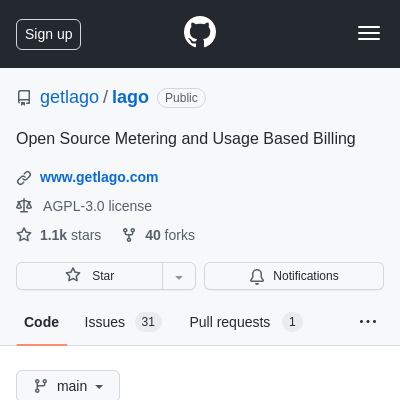 Sign up
getlago / lago Public
Open Source Metering and Usage Based Billing
www.getlago.com
AGPL-3.0 license
1.1k stars 40 forks
Star Notifications
Code Issues 31 Pull requests 1
main